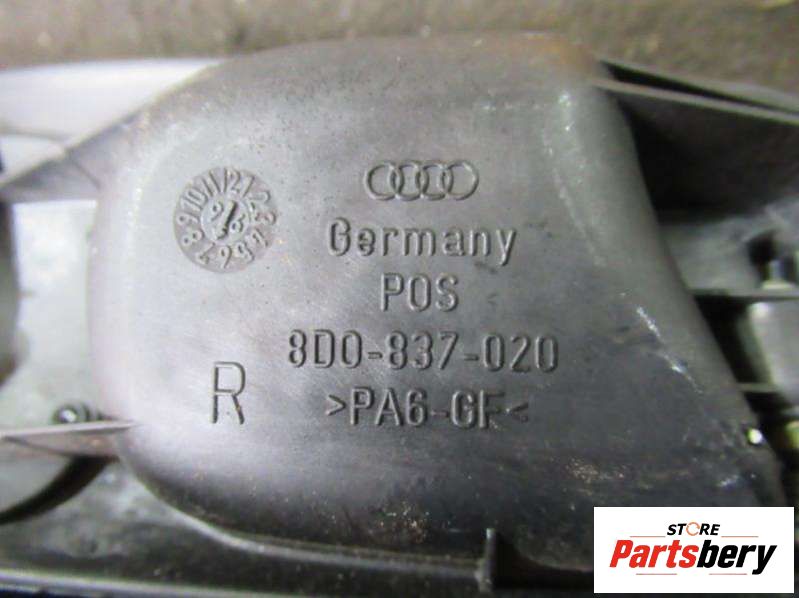 Germany
POS
8D0-837-020
R
>PA6-GF<
STORE
Partsbery